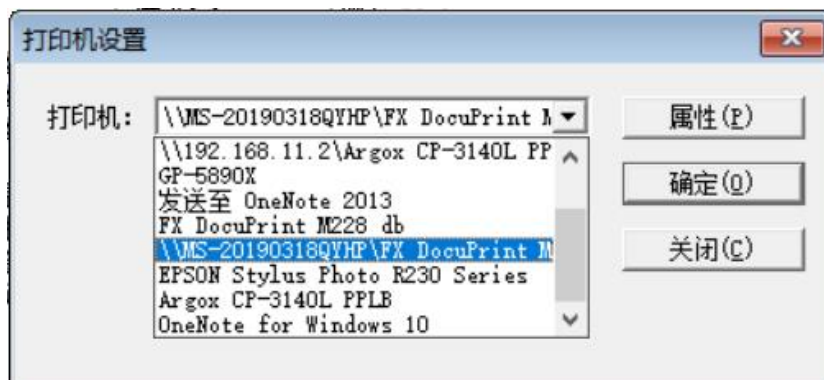 打印机设置
打印机: \\MS-20190318QYHP\FX DocuPrint
属性(P)
\\192.168.11.2\Argox CP-3140L PP
GP-5890X
发送至 OneNote 2013
FX DocuPrint M228 db
\\MS-20190318QYHP\FX DocuPrint M
EPSON Stylus Photo R230 Series
Argox CP-3140L PPLB
OneNote for Windows 10
确定(O)
关闭(C)